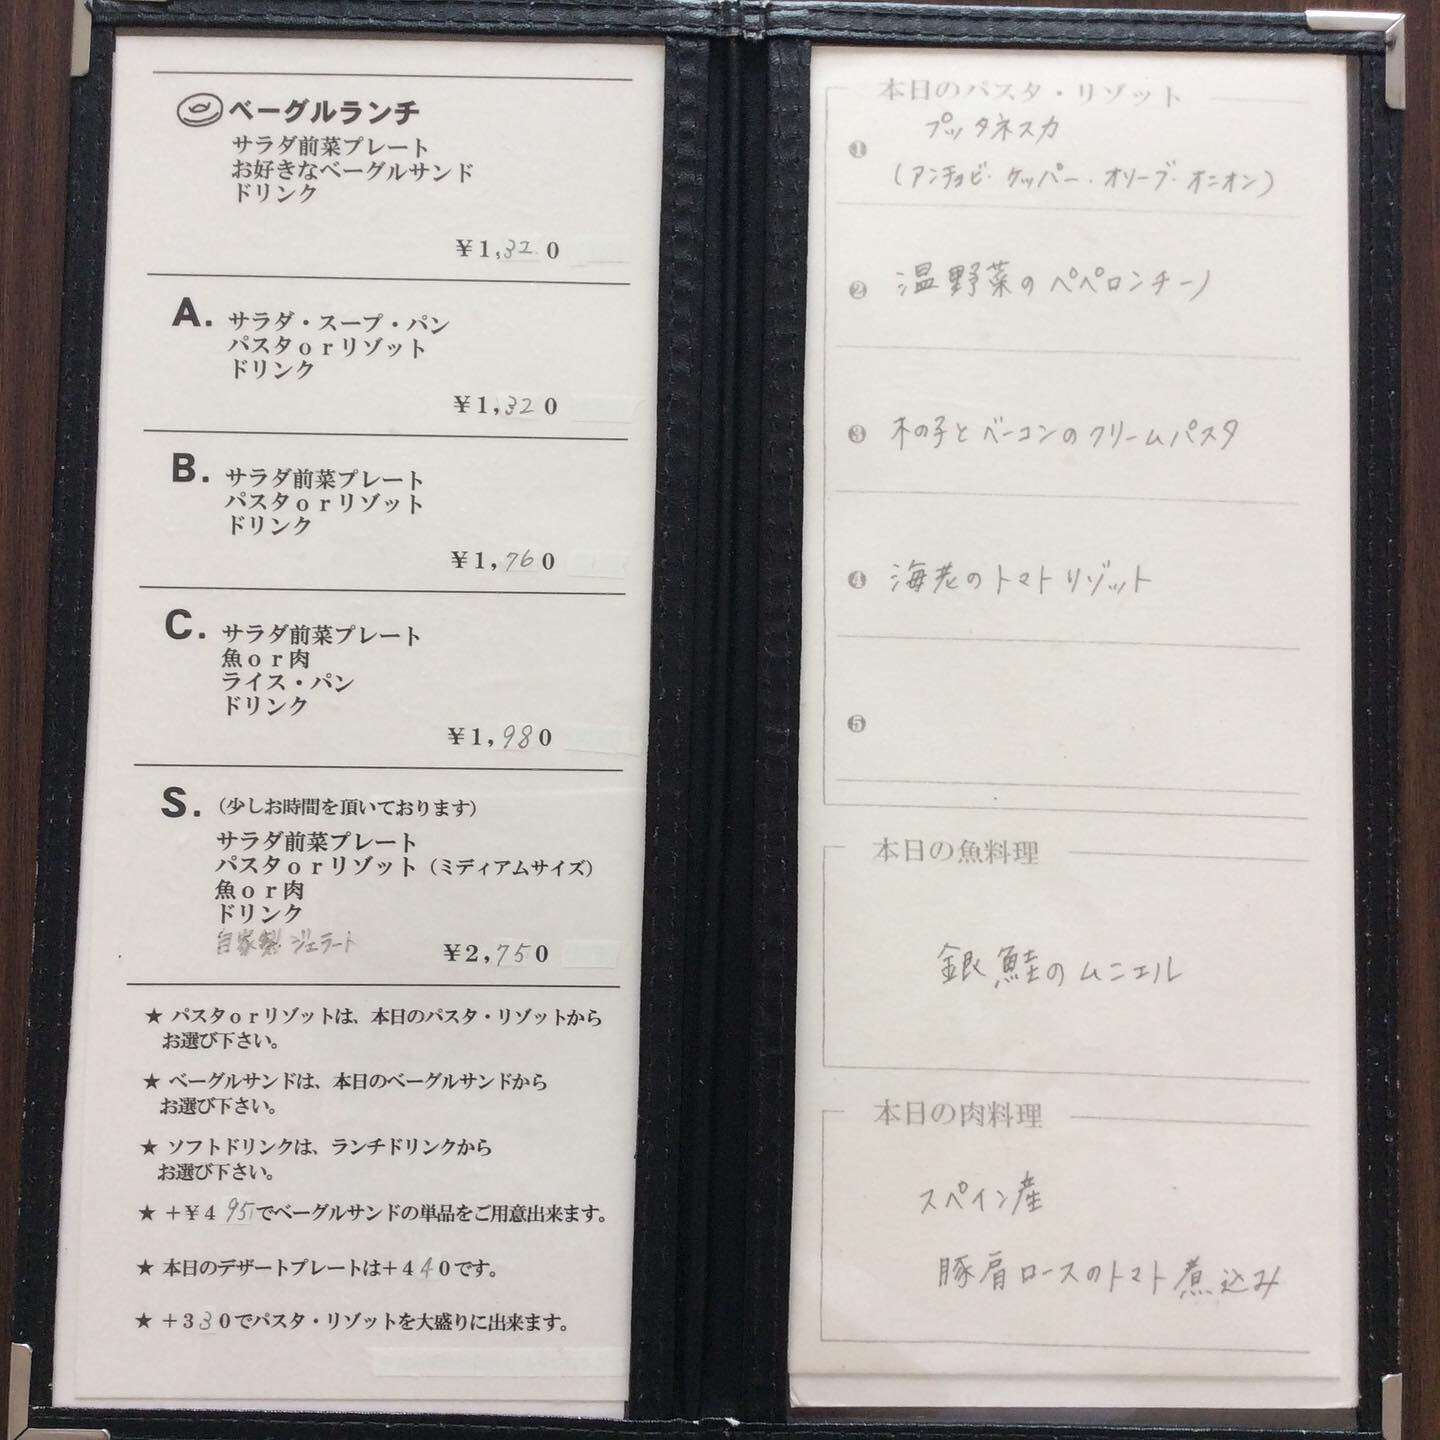 ベーグルランチ
サラダ前菜プレート
お好きなベーグルサンド
ドリンク
¥1,320
A. サラダ・スープ・パン
パスタorリゾット
ドリンク
¥1,320
B. サラダ前菜プレート
パスタorリゾット
ドリンク
¥1,760
C. サラダ前菜プレート
魚or肉
ライス・パン
ドリンク
¥1,980
S.（少しお時間を頂いております）
サラダ前菜プレート
パスタorリゾット（ミディアムサイズ）
魚or肉
ドリンク
自家製 ジェラート
¥2,750
★ パスタorリゾットは、本日のパスタ・リゾットから
お選び下さい。
★ ベーグルサンドは、本日のベーグルサンドから
お選び下さい。
★ ソフトドリンクは、ランチドリンクから
お選び下さい。
★ +¥495でベーグルサンドの単品をご用意出来ます。
★ 本日のデザートプレートは+440です。
★ +330でパスタ・リゾットを大盛りに出来ます。
本日のパスタ・リゾット
❶ プッタネスカ
（アンチョビ・ケッパー・オリーブ・オニオン）
❷ 温野菜のペペロンチーノ
❸ 木の子とベーコンのクリームパスタ
❹ 海老のトマトリゾット
❺
本日の魚料理
銀鮭のムニエル
本日の肉料理
スペイン産
豚肩ロースのトマト煮込み